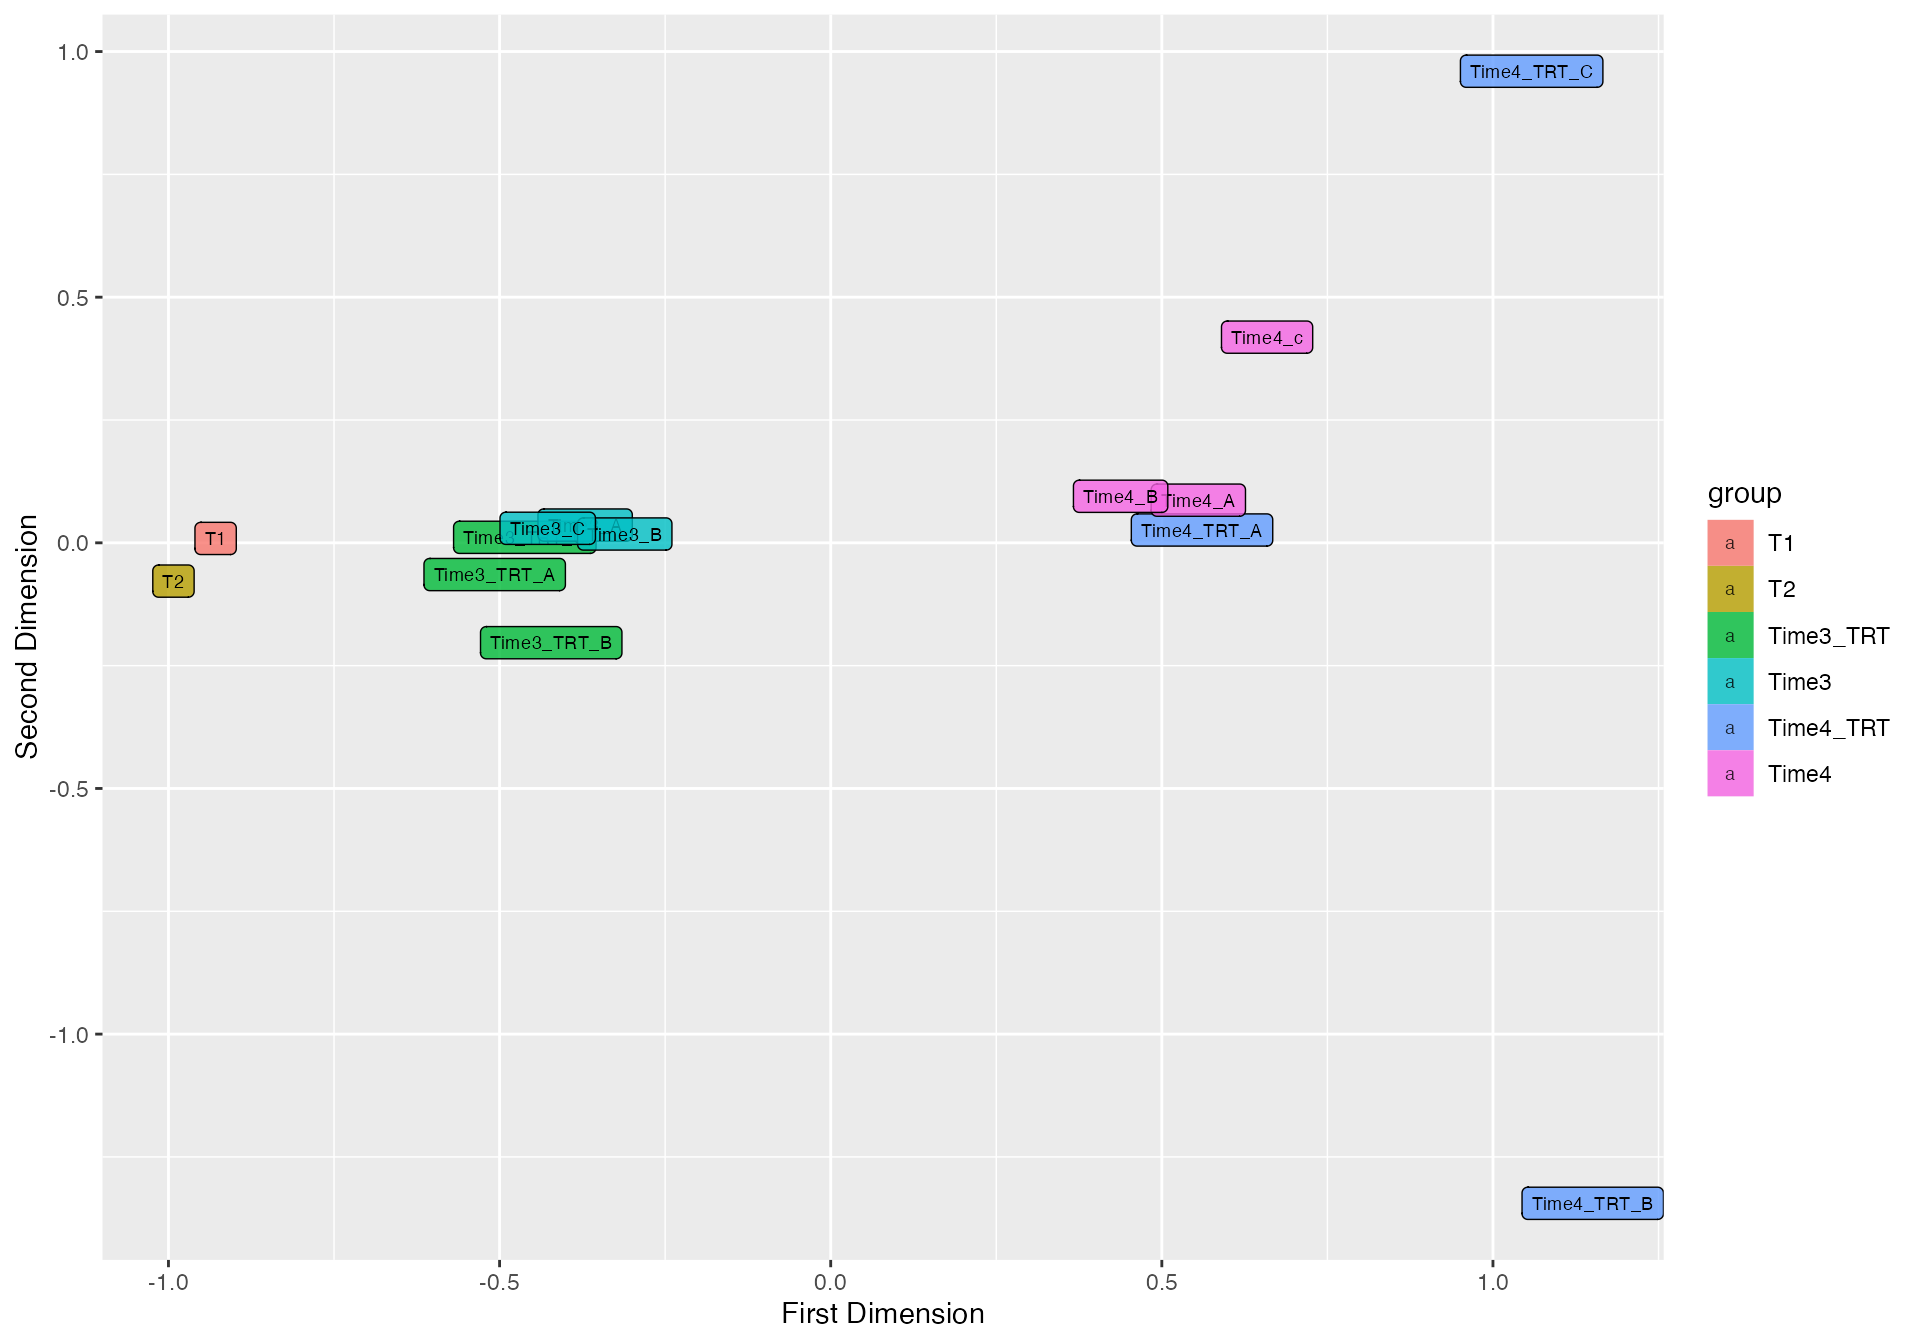 1.0
0.5
0.0
-0.5
-1.0
Second Dimension
Time4_TRT_C
Time4_c
Time4_B
Time4_A
Time4_TRT_A
T1
T2
Time3_C
Time3_B
Time3_TRT_A
Time3_TRT_B
Time4_TRT_B
-1.0 -0.5 0.0 0.5 1.0
First Dimension
group
a T1
a T2
a Time3_TRT
a Time3
a Time4_TRT
a Time4